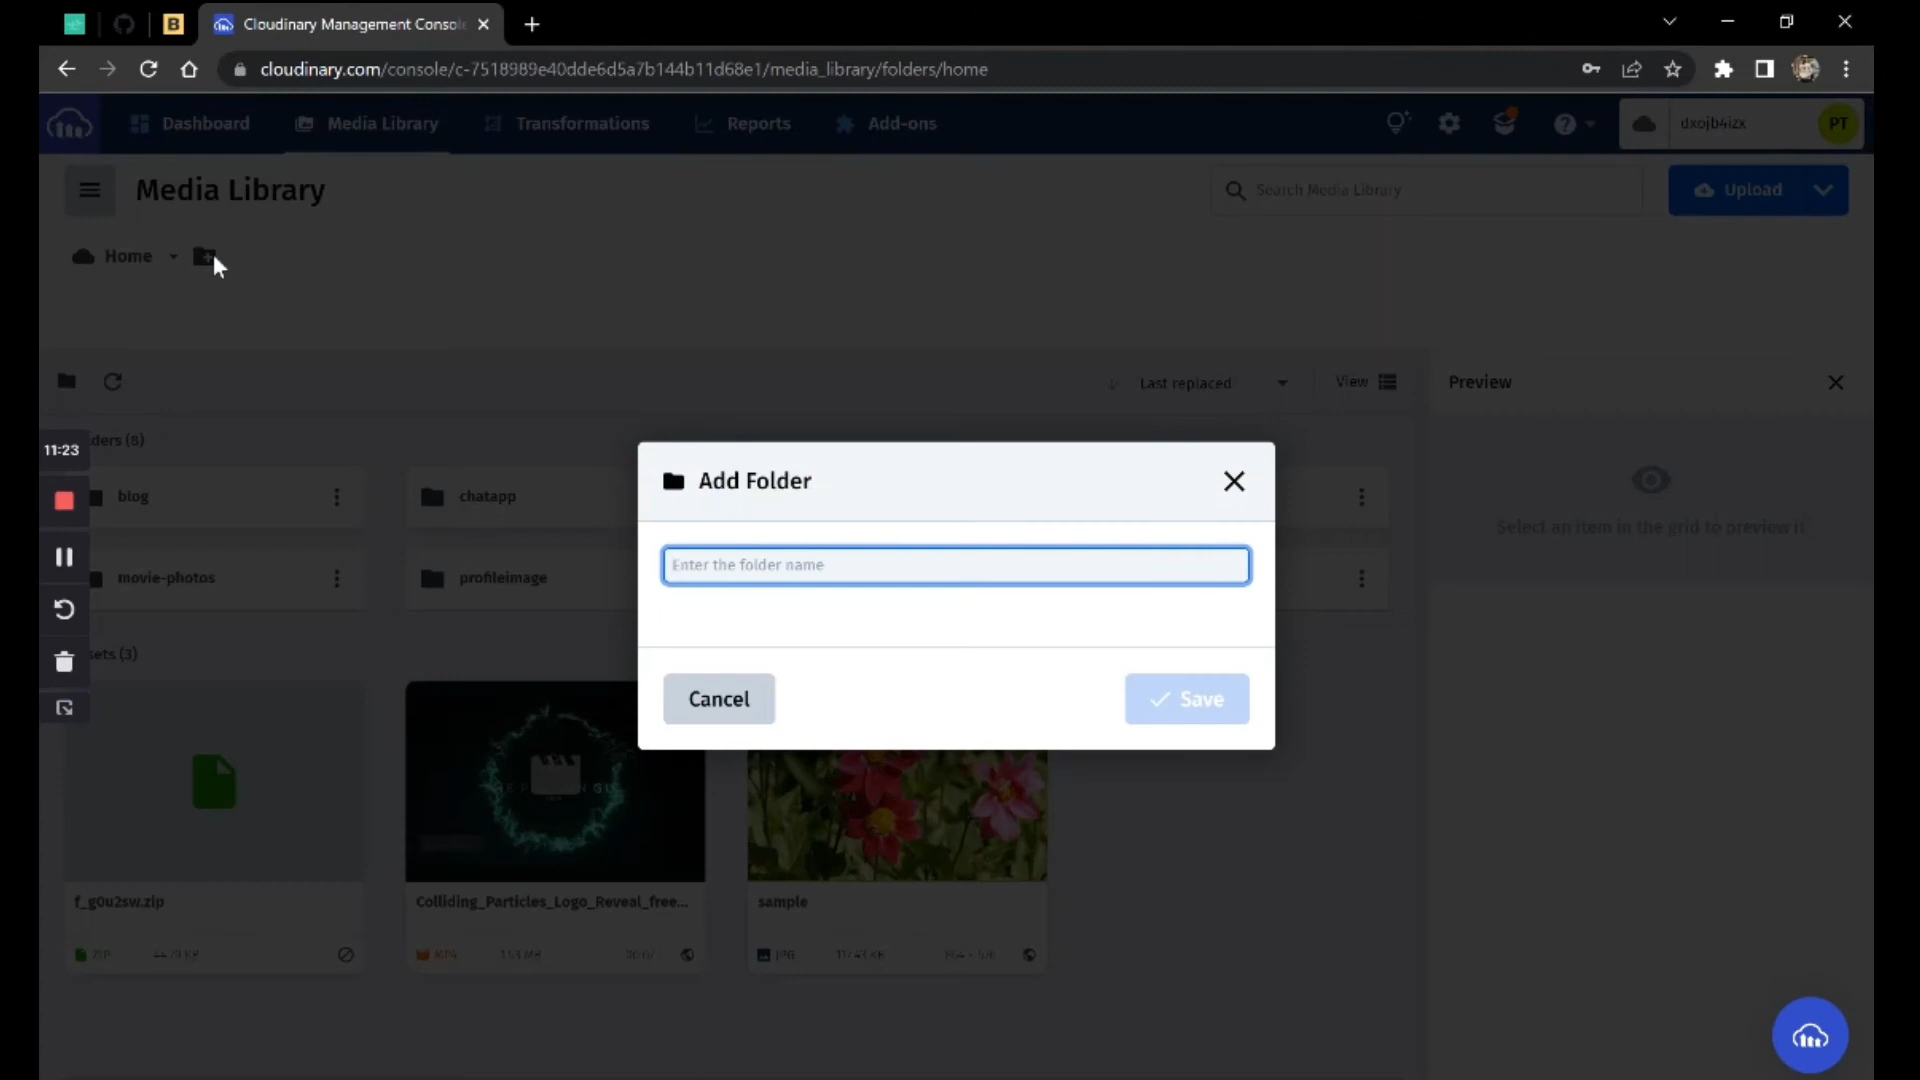 B
Cloudinary Management Consol
cloudinary.com/console/c-7518989e40dde6d5a7b144b11d68e1/media_library/folders/home
Dashboard
Media Library
Transformations
Reports
Add-ons
dxojb4izx
PT
Media Library
Search Media Library
Upload
Home
Last replaced
View
Preview
11:23
ders (8)
blog
chatapp
movie-photos
profileimage
Select an item in the grid to preview it
Add Folder
Enter the folder name
Cancel
Save
sets (3)
f_g0u2sw.zip
Colliding_Particles_Logo_Reveal_free...
sample
ZIP
MP4
JPG